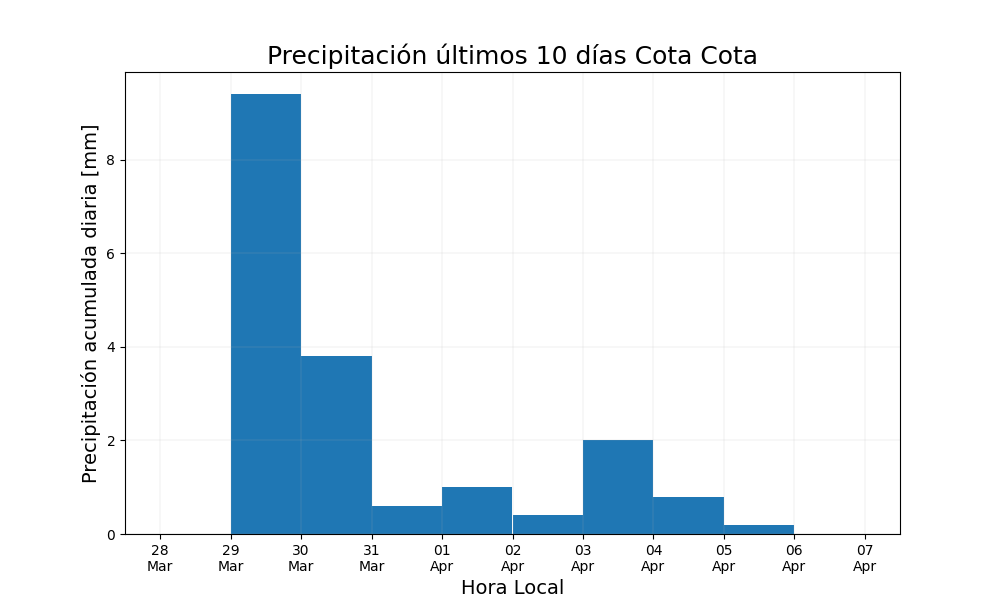 Precipitación últimos 10 días Cota Cota
Precipitación acumulada diaria [mm]
8
6
4
2
0
28 29 30 31 01 02 03 04 05 06 07
Mar Mar Mar Mar Apr Apr Apr Apr Apr Apr Apr
Hora Local